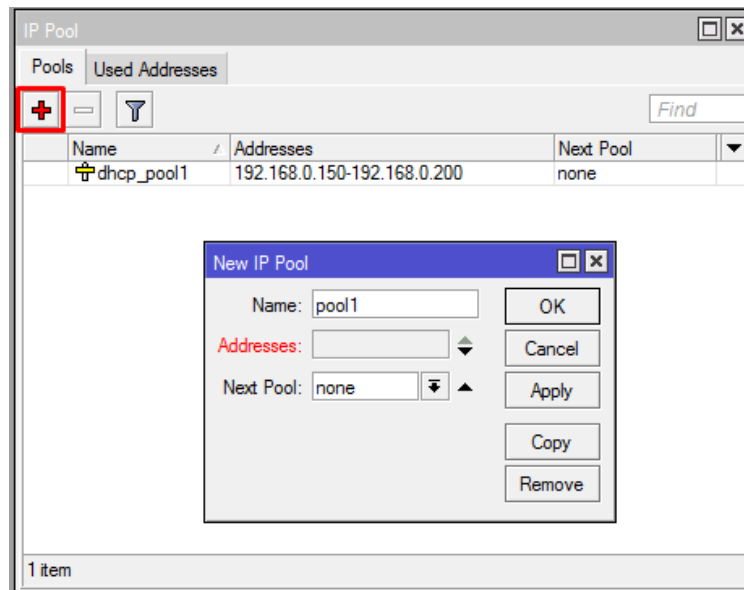 IP Pool
Pools Used Addresses
Find
Name Addresses Next Pool
dhcp_pool1 192.168.0.150-192.168.0.200 none
New IP Pool
Name: pool1 OK
Addresses: Cancel
Next Pool: none Apply
Copy
Remove
1 item